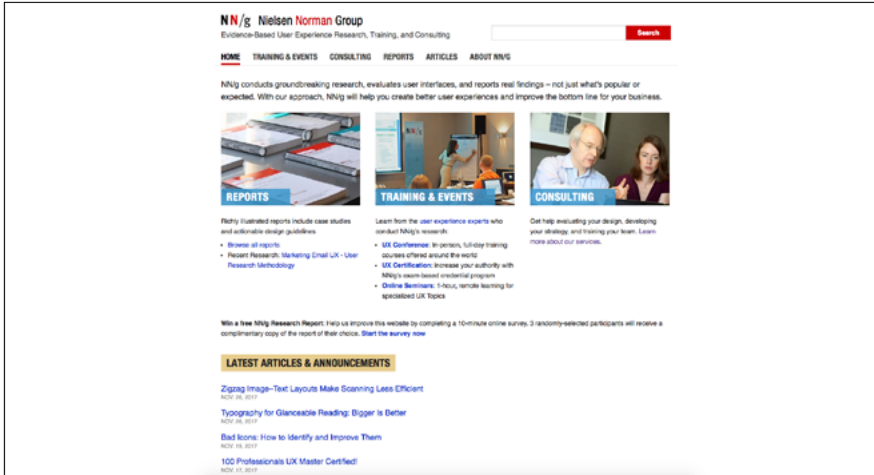 NN/g Nielsen Norman Group
Evidence-Based User Experience Research, Training, and Consulting
Search
HOME TRAINING & EVENTS CONSULTING REPORTS ARTICLES ABOUT NN/G
NN/g conducts groundbreaking research, evaluates user interfaces, and reports real findings – not just what's popular or
expected. With our approach, NN/g will help you create better user experiences and improve the bottom line for your business.
REPORTS
Richly illustrated reports include case studies
and actionable design guidelines
• Browse all reports
• Recent Research: Marketing Email UX - User
Research Methodology
TRAINING & EVENTS
Learn from the user experience experts who
conduct NN/g's research:
• UX Conference: In-person, full-day training
courses offered around the world
• UX Certification: Increase your authority with
NN/g's exam-based credential program
• Online Seminars: 1-hour, remote learning for
specialized UX Topics
CONSULTING
Get help evaluating your design, developing
your strategy, and training your team. Learn
more about our services.
Win a free NN/g Research Report: Help us improve this website by completing a 10-minute online survey. 3 randomly-selected participants will receive a
complimentary copy of the report of their choice. Start the survey now
LATEST ARTICLES & ANNOUNCEMENTS
Zigzag Image–Text Layouts Make Scanning Less Efficient
NOV. 26, 2017
Typography for Glanceable Reading: Bigger Is Better
NOV. 26, 2017
Bad Icons: How to Identify and Improve Them
NOV. 19, 2017
100 Professionals UX Master Certified!
NOV. 17, 2017